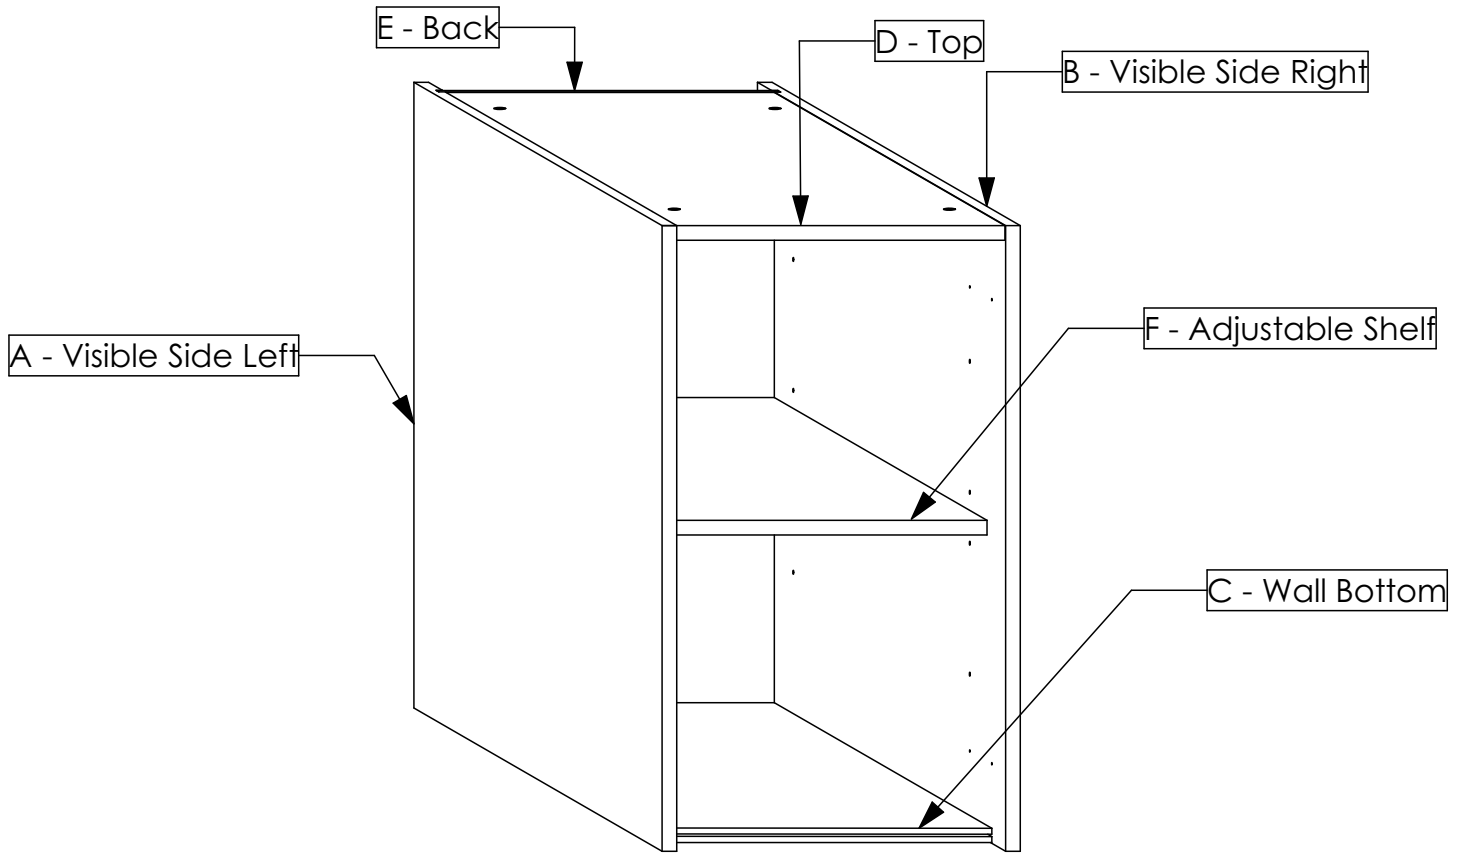 E - Back
D - Top
B - Visible Side Right
F - Adjustable Shelf
A - Visible Side Left
C - Wall Bottom